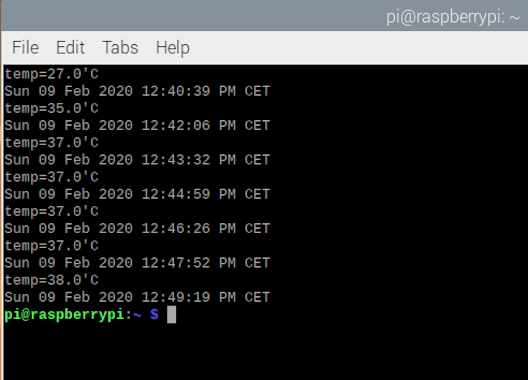 pi@raspberrypi: ~
File Edit Tabs Help
temp=27.0'C
Sun 09 Feb 2020 12:40:39 PM CET
temp=35.0'C
Sun 09 Feb 2020 12:42:06 PM CET
temp=37.0'C
Sun 09 Feb 2020 12:43:32 PM CET
temp=37.0'C
Sun 09 Feb 2020 12:44:59 PM CET
temp=37.0'C
Sun 09 Feb 2020 12:46:26 PM CET
temp=37.0'C
Sun 09 Feb 2020 12:47:52 PM CET
temp=38.0'C
Sun 09 Feb 2020 12:49:19 PM CET
pi@raspberrypi:~ $